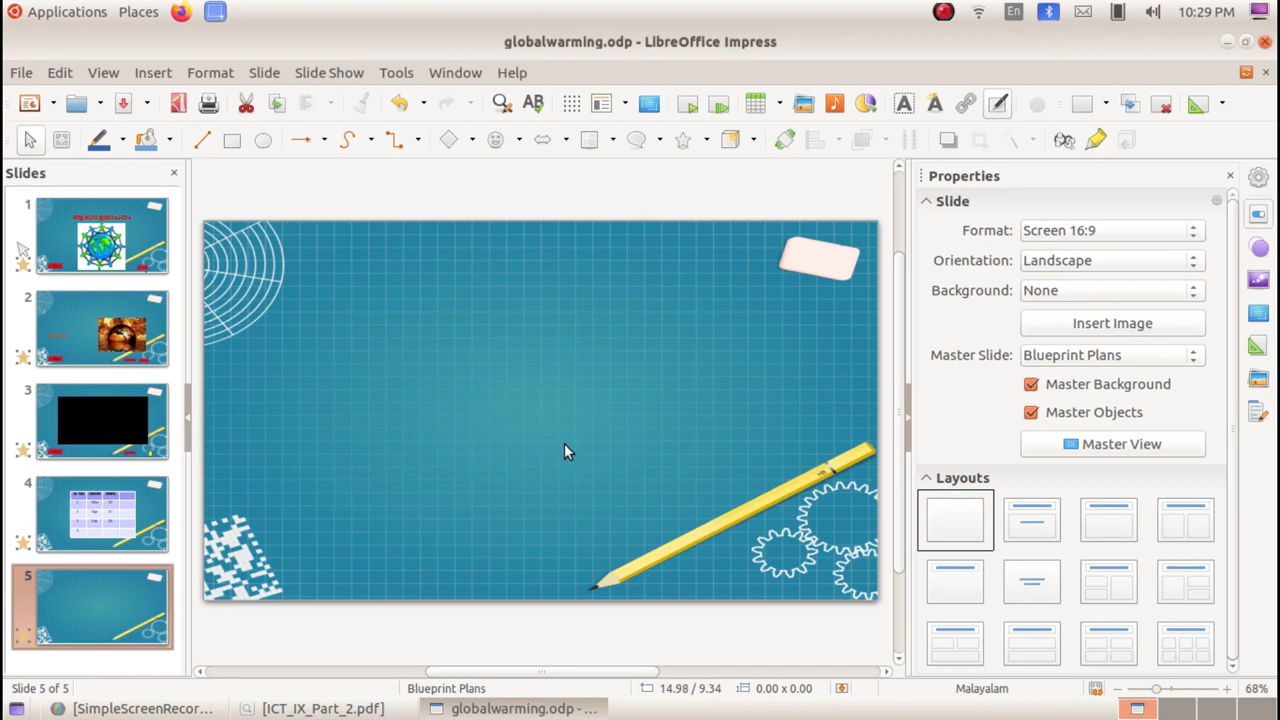 Applications Places En 10:29 PM
globalwarming.odp - LibreOffice Impress
File Edit View Insert Format Slide Slide Show Tools Window Help
Slides
1
2
3
4
5
Properties
Slide
Format: Screen 16:9
Orientation: Landscape
Background: None
Insert Image
Master Slide: Blueprint Plans
Master Background
Master Objects
Master View
Layouts
Slide 5 of 5 Blueprint Plans 14.98 / 9.34 0.00 x 0.00 Malayalam 68%
[SimpleScreenRecor... [ICT_IX_Part_2.pdf] globalwarming.odp - ...